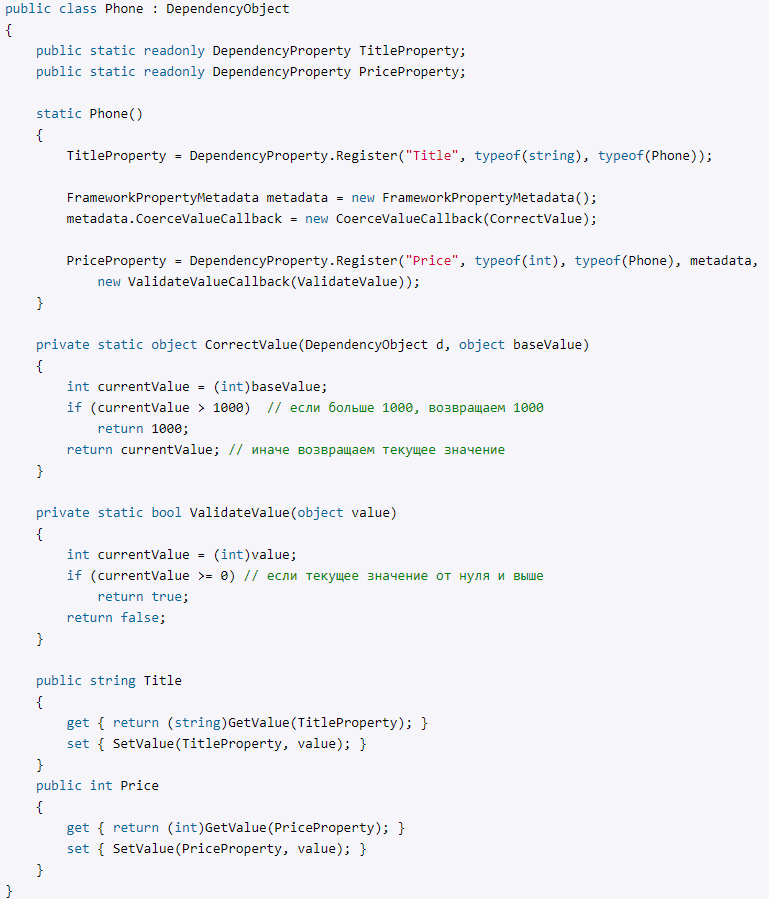 public class Phone : DependencyObject
{
    public static readonly DependencyProperty TitleProperty;
    public static readonly DependencyProperty PriceProperty;

    static Phone()
    {
        TitleProperty = DependencyProperty.Register("Title", typeof(string), typeof(Phone));

        FrameworkPropertyMetadata metadata = new FrameworkPropertyMetadata();
        metadata.CoerceValueCallback = new CoerceValueCallback(CorrectValue);

        PriceProperty = DependencyProperty.Register("Price", typeof(int), typeof(Phone), metadata,
            new ValidateValueCallback(ValidateValue));
    }

    private static object CorrectValue(DependencyObject d, object baseValue)
    {
        int currentValue = (int)baseValue;
        if (currentValue > 1000)  // если больше 1000, возвращаем 1000
            return 1000;
        return currentValue; // иначе возвращаем текущее значение
    }

    private static bool ValidateValue(object value)
    {
        int currentValue = (int)value;
        if (currentValue >= 0) // если текущее значение от нуля и выше
            return true;
        return false;
    }

    public string Title
    {
        get { return (string)GetValue(TitleProperty); }
        set { SetValue(TitleProperty, value); }
    }
    public int Price
    {
        get { return (int)GetValue(PriceProperty); }
        set { SetValue(PriceProperty, value); }
    }
}